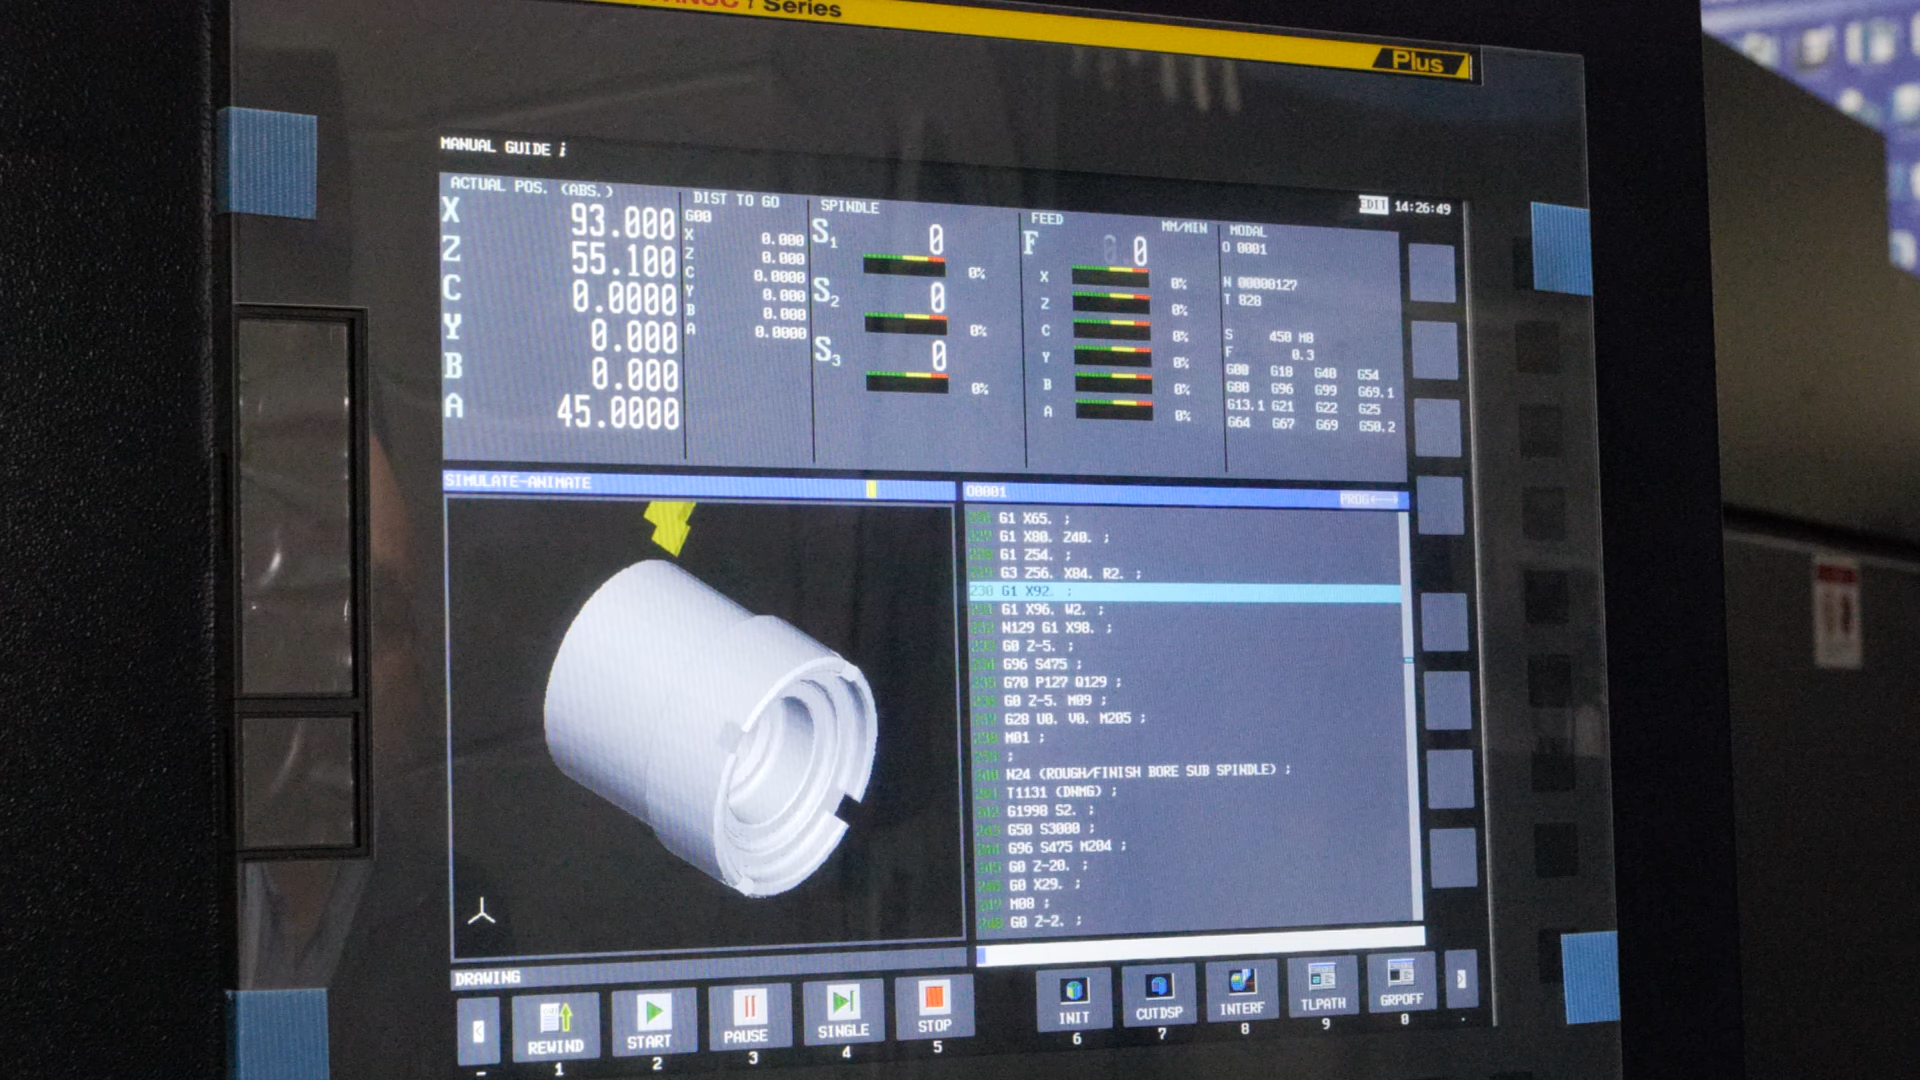 i Series
Plus
MANUAL GUIDE i
EDIT 14:26:49
ACTUAL POS. (ABS.)
X 93.000
Z 55.100
C 0.0000
Y 0.000
B 0.000
A 45.0000
DIST TO GO
G00
X 0.000
Z 0.000
C 0.0000
Y 0.000
B 0.000
A 0.0000
SPINDLE
S1 0
0%
S2 0
0%
S3 0
0%
FEED MM/MIN
F 0.0
X 0%
Z 0%
C 0%
Y 0%
B 0%
A 0%
MODAL
O 0001
N 00000127
T 828
S 450 M8
F 0.3
G00 G18 G40 G54
G80 G96 G99 G69.1
G13.1 G21 G22 G25
G64 G67 G69 G50.2
SIMULATE-ANIMATE
O0001 PROG
G1 X65. ;
G1 X80. Z40. ;
G1 Z54. ;
G3 Z56. X84. R2. ;
230 G1 X92. ;
G1 X96. W2. ;
N129 G1 X98. ;
G0 Z-5. ;
G96 S475 ;
G70 P127 Q129 ;
G0 Z-5. M09 ;
G28 U0. V0. M205 ;
M01 ;
;
N24 (ROUGH/FINISH BORE SUB SPINDLE) ;
T1131 (DNMG) ;
G1998 S2. ;
G50 S3000 ;
G96 S475 M204 ;
G0 Z-20. ;
G0 X29. ;
M08 ;
G0 Z-2. ;
DRAWING
< REWIND START PAUSE SINGLE STOP INIT CUTDSP INTERF TLPATH GRPOFF >
1 2 3 4 5 6 7 8 9 0